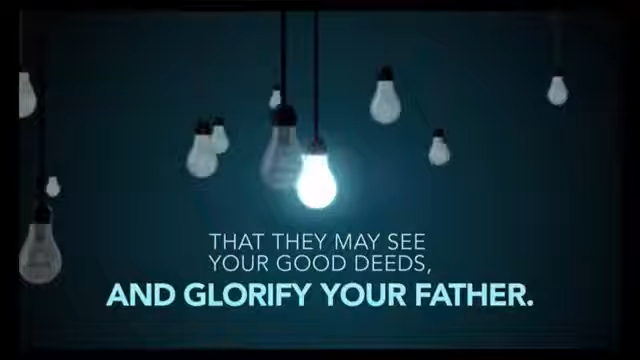 THAT THEY MAY SEE
YOUR GOOD DEEDS,
AND GLORIFY YOUR FATHER.